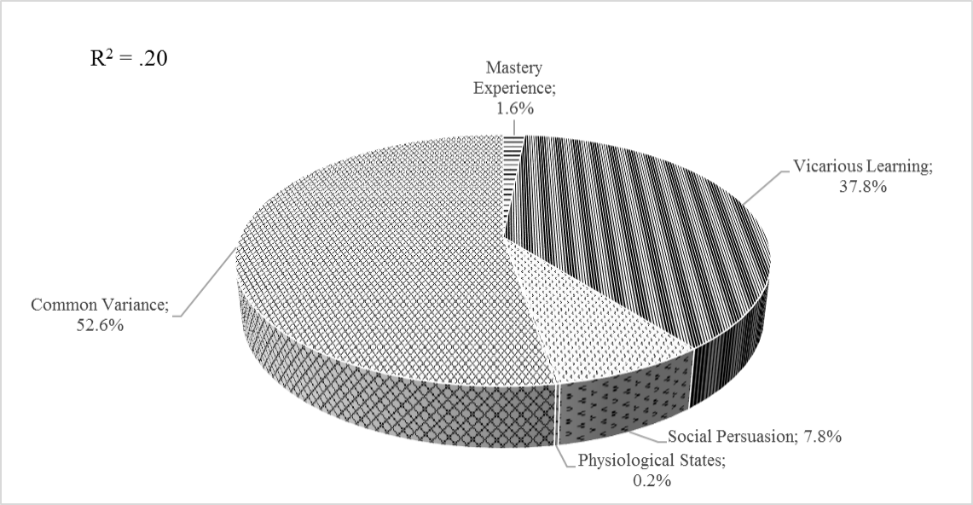 R² = .20
Mastery
Experience;
1.6%
Vicarious Learning;
37.8%
Common Variance;
52.6%
Social Persuasion; 7.8%
Physiological States;
0.2%